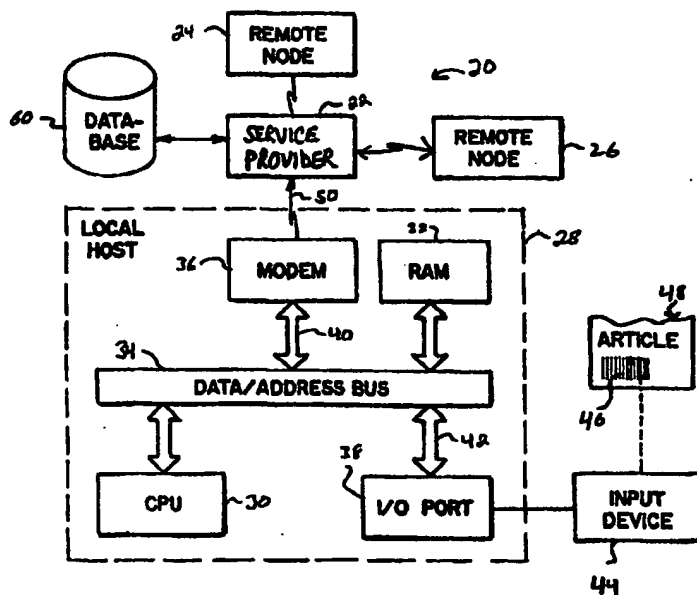 24
REMOTE
NODE
20
60
DATA-
BASE
22
SERVICE
PROVIDER
REMOTE
NODE
26
50
LOCAL
HOST
28
36
MODEM
RAM
48
ARTICLE
46
40
34
DATA/ADDRESS BUS
42
38
CPU
30
I/O PORT
INPUT
DEVICE
44